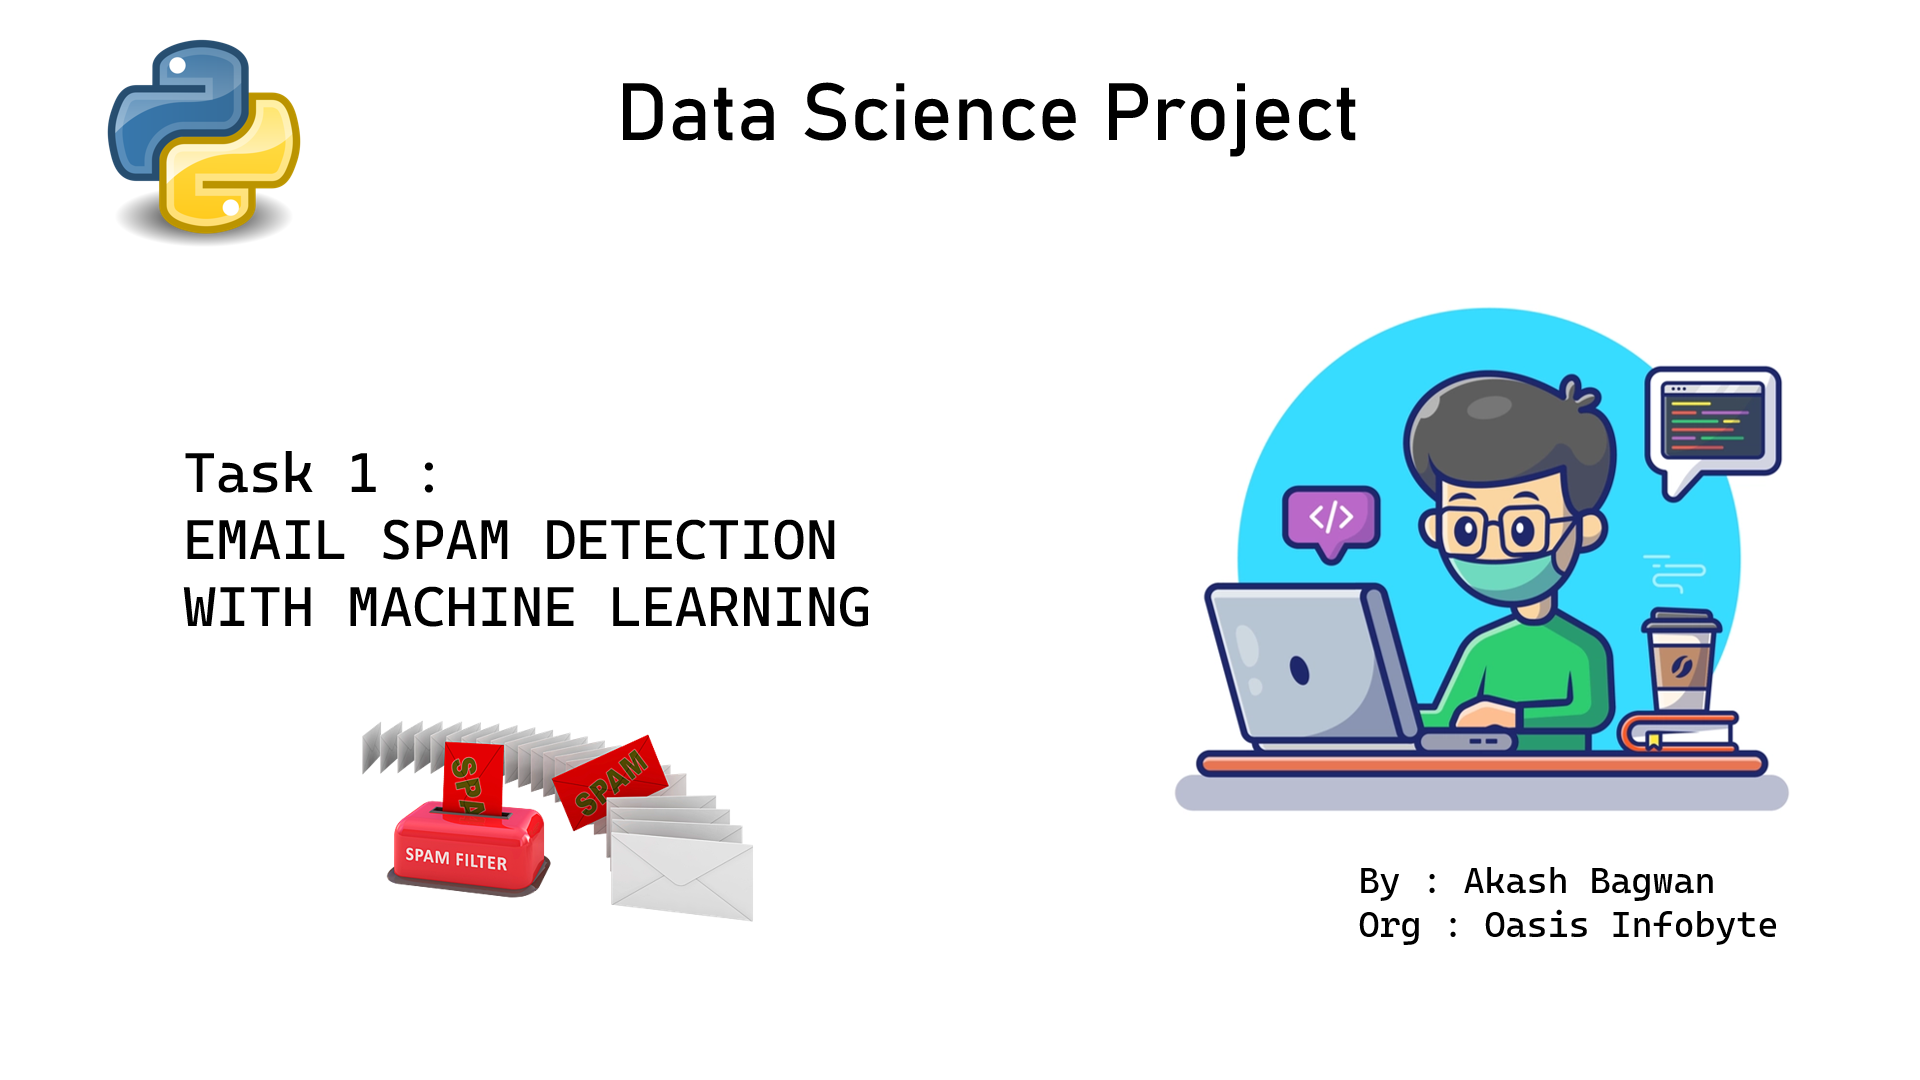 Data Science Project
</>
Task 1 :
EMAIL SPAM DETECTION
WITH MACHINE LEARNING
SPA
SPAM
SPAM FILTER
By : Akash Bagwan
Org : Oasis Infobyte